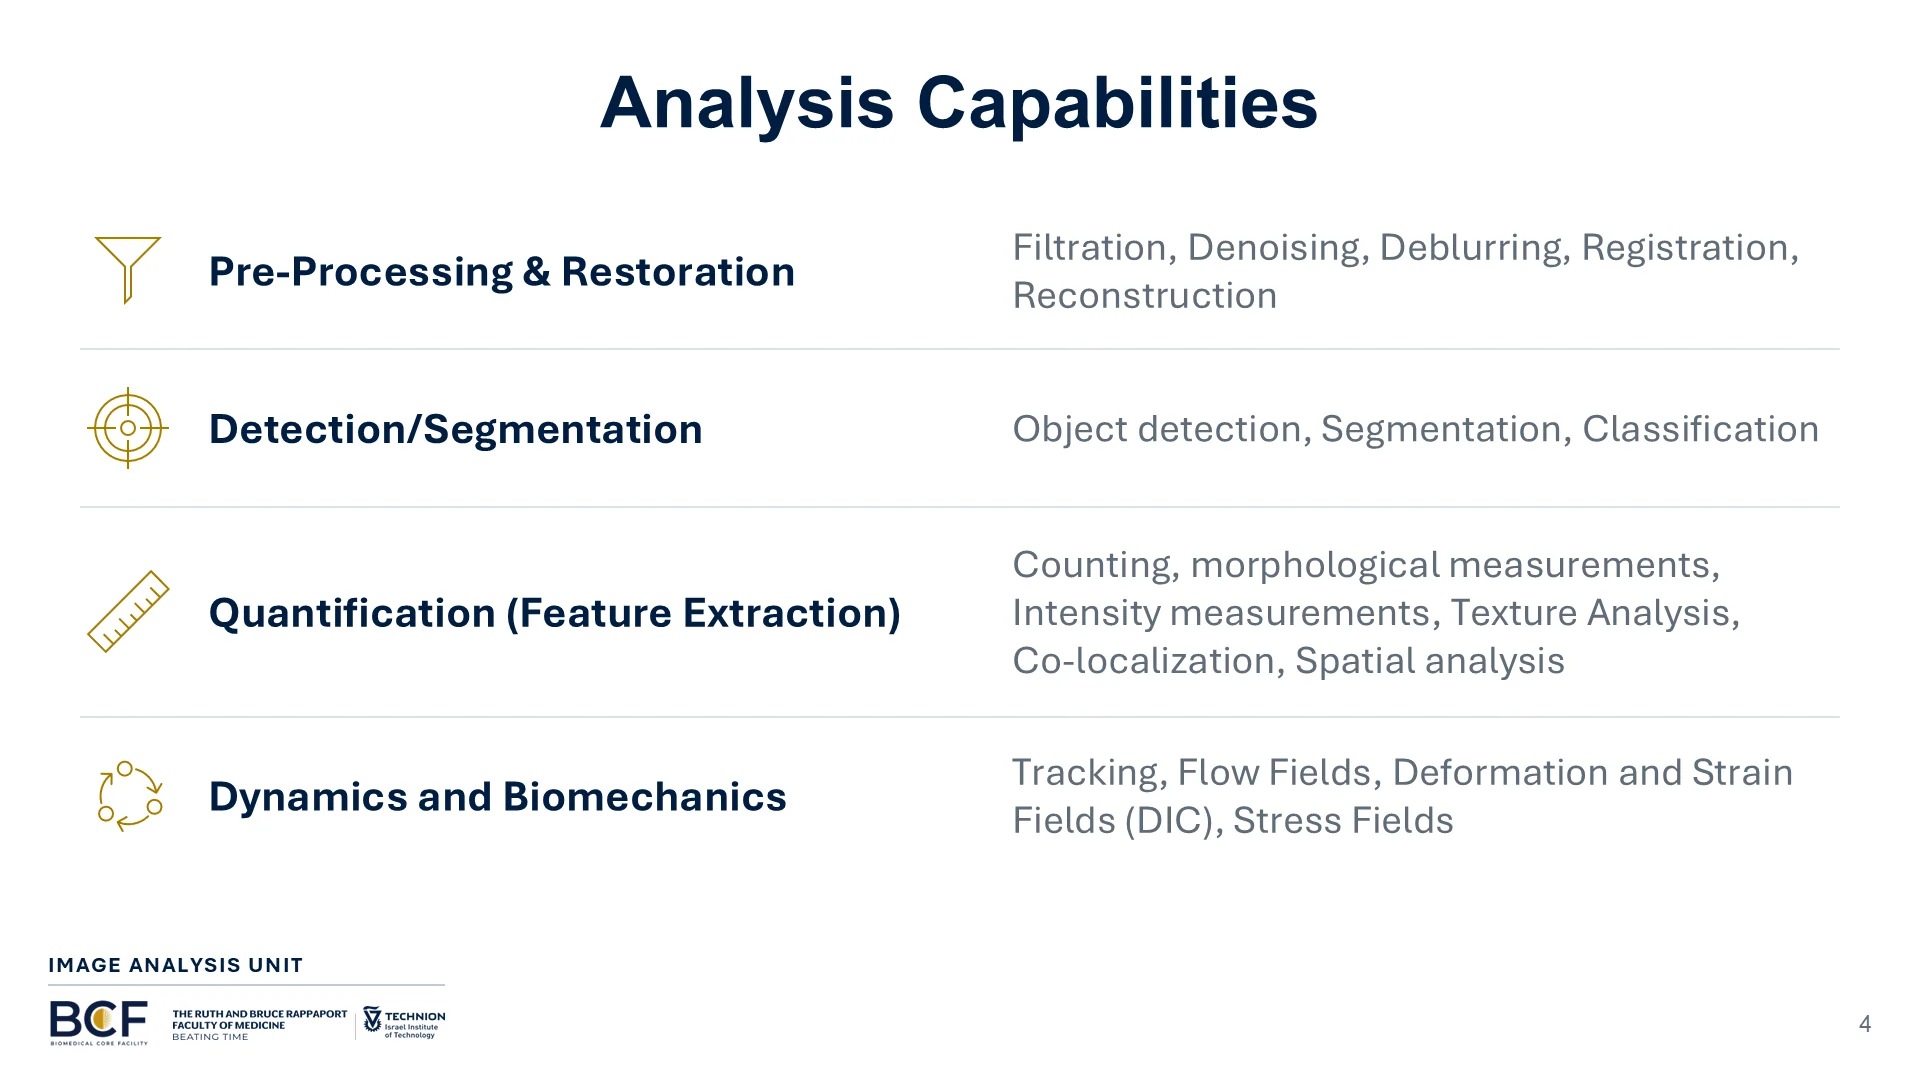 Analysis Capabilities
Pre-Processing & Restoration
Filtration, Denoising, Deblurring, Registration,
Reconstruction
Detection/Segmentation
Object detection, Segmentation, Classification
Quantification (Feature Extraction)
Counting, morphological measurements,
Intensity measurements, Texture Analysis,
Co-localization, Spatial analysis
Dynamics and Biomechanics
Tracking, Flow Fields, Deformation and Strain
Fields (DIC), Stress Fields
IMAGE ANALYSIS UNIT
BCF
BIOMEDICAL CORE FACILITY
THE RUTH AND BRUCE RAPPAPORT
FACULTY OF MEDICINE
BEATING TIME
TECHNION
Israel Institute
of Technology
4